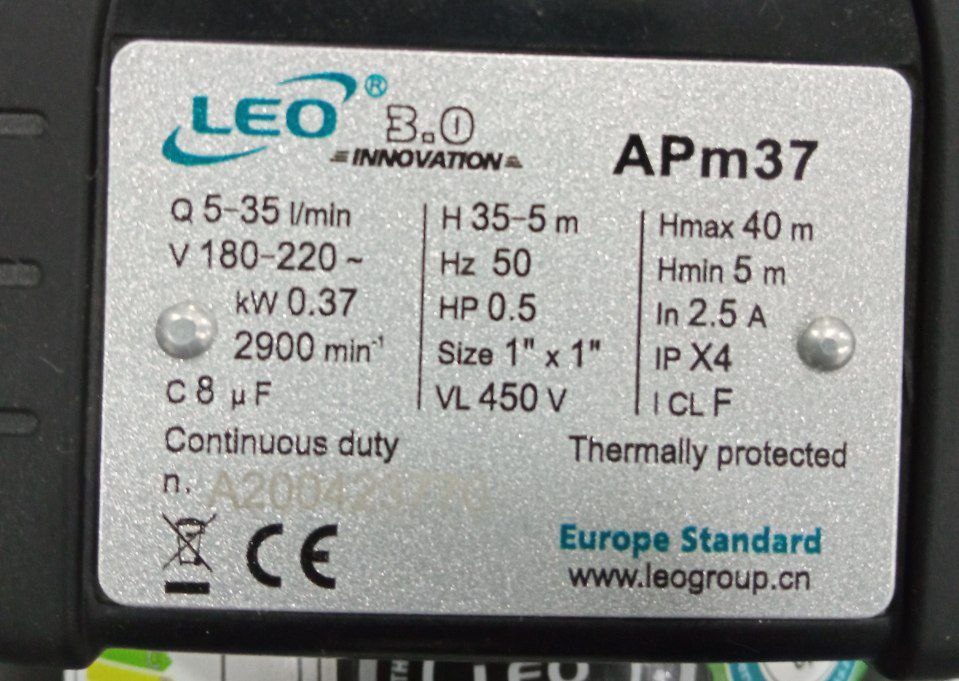 LEO®
3.0
INNOVATION
APm37
Q 5-35 l/min
V 180-220 ~
kW 0.37
2900 min⁻¹
C 8 µF
H 35-5 m
Hz 50
HP 0.5
Size 1" x 1"
VL 450 V
Hmax 40 m
Hmin 5 m
In 2.5 A
IP X4
I CL F
Continuous duty
Thermally protected
n. A200423770
CE
Europe Standard
www.leogroup.cn
LEO